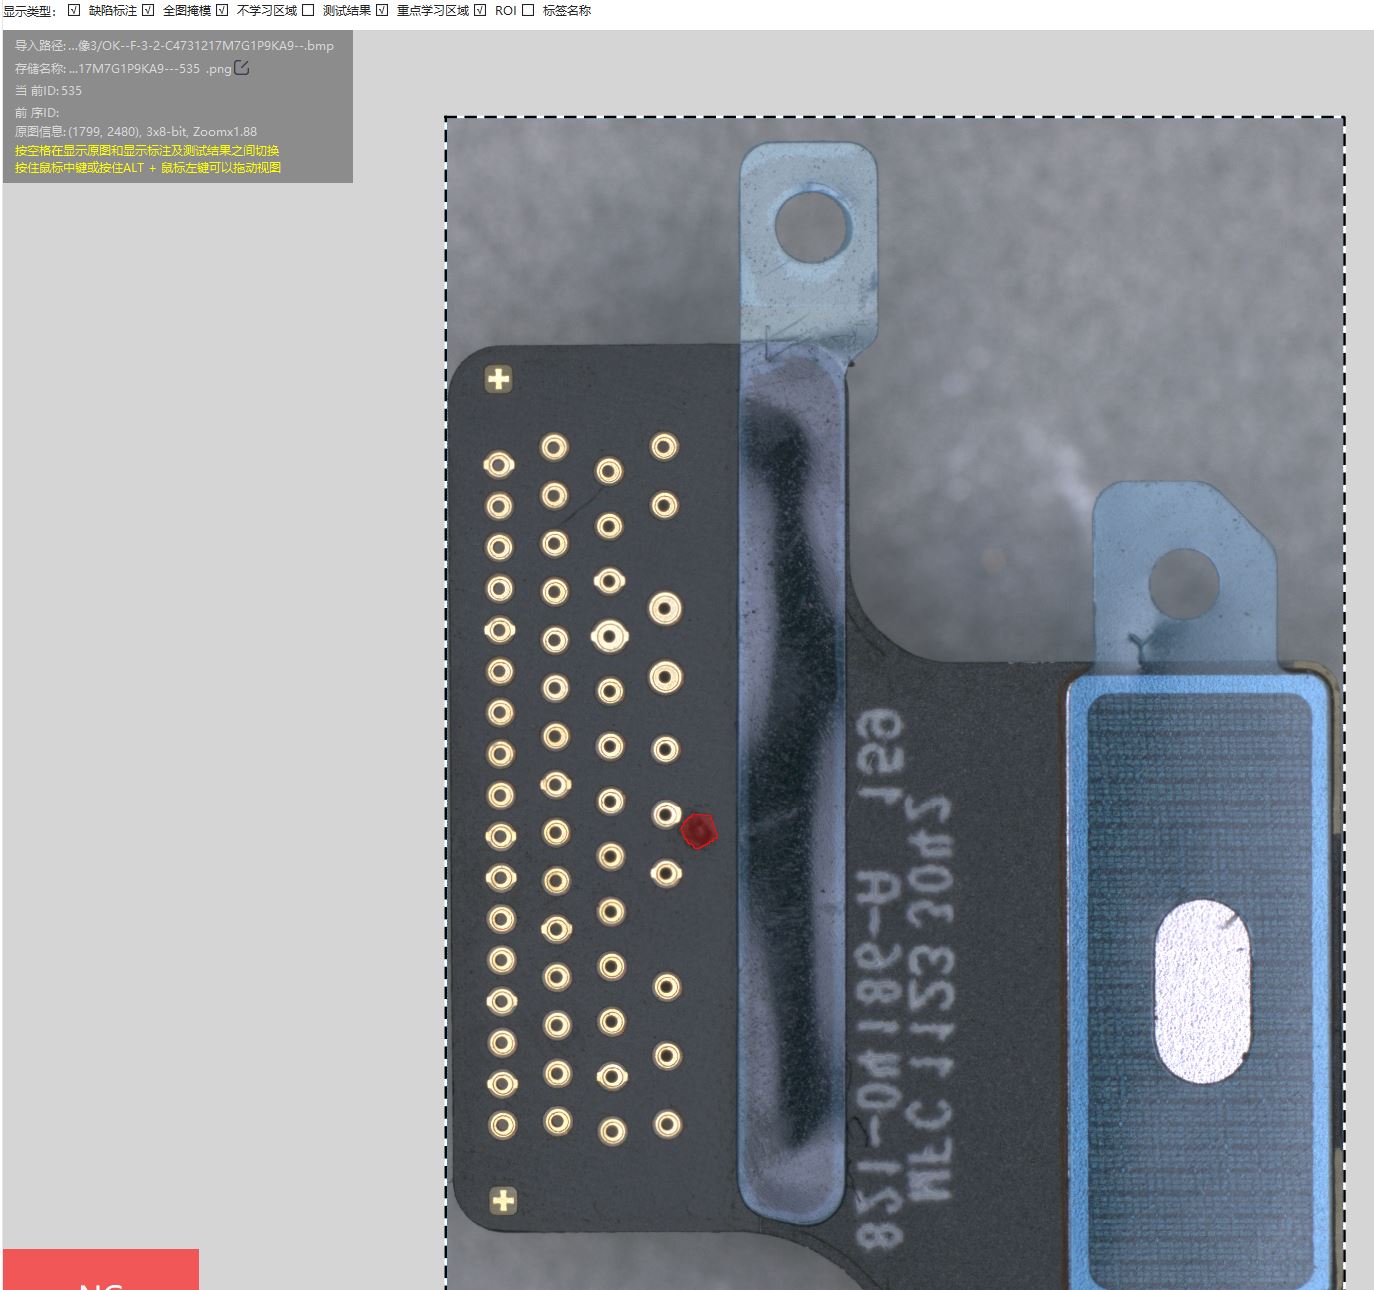 显示类型: √ 缺陷标注 √ 全图掩模 √ 不学习区域 测试结果 √ 重点学习区域 √ ROI 标签名称
导入路径: ...像3/OK--F-3-2-C4731217M7G1P9KA9--.bmp
存储名称: ...17M7G1P9KA9---535 .png
当 前ID: 535
前 序ID:
原图信息: (1799, 2480), 3x8-bit, Zoomx1.88
按空格在显示原图和显示标注及测试结果之间切换
按住鼠标中键或按住ALT + 鼠标左键可以拖动视图
NG